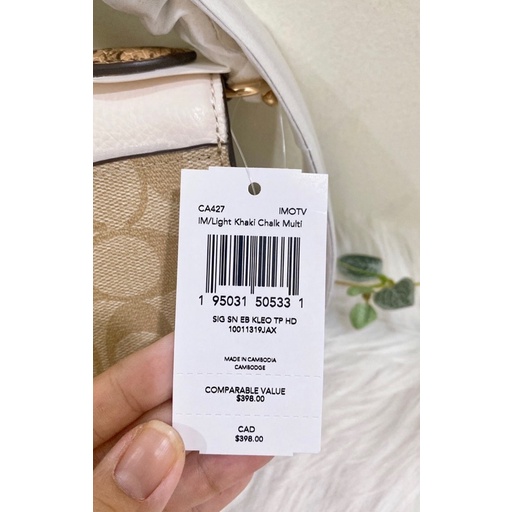 CA427 IMOTV
IM/Light Khaki Chalk Multi
1 95031 50533 1
SIG SN EB KLEO TP HD
10011319JAX
MADE IN CAMBODIA
CAMBODGE
COMPARABLE VALUE
$398.00
CAD
$398.00